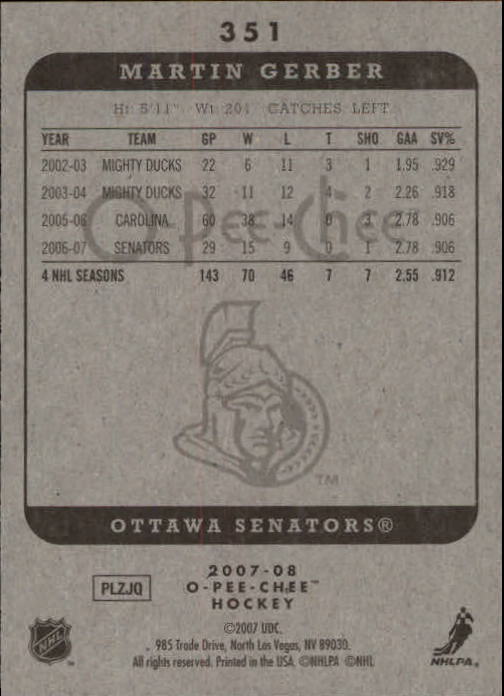 351
MARTIN GERBER
HT: 5'11" WT: 201 CATCHES LEFT
YEAR TEAM GP W L T SHO GAA SV%
2002-03 MIGHTY DUCKS 22 6 11 3 1 1.95 .929
2003-04 MIGHTY DUCKS 32 11 12 4 2 2.26 .918
2005-06 CAROLINA 60 38 14 0 3 2.78 .906
2006-07 SENATORS 29 15 9 0 1 2.78 .906
O-Pee-Chee
4 NHL SEASONS 143 70 46 7 7 2.55 .912
TM
OTTAWA SENATORS®
2007-08
PLZJQ O-PEE-CHEE™
HOCKEY
©2007 UDC.
985 Trade Drive, North Las Vegas, NV 89030.
All rights reserved. Printed in the USA. ©NHLPA ©NHL
NHL
NHLPA